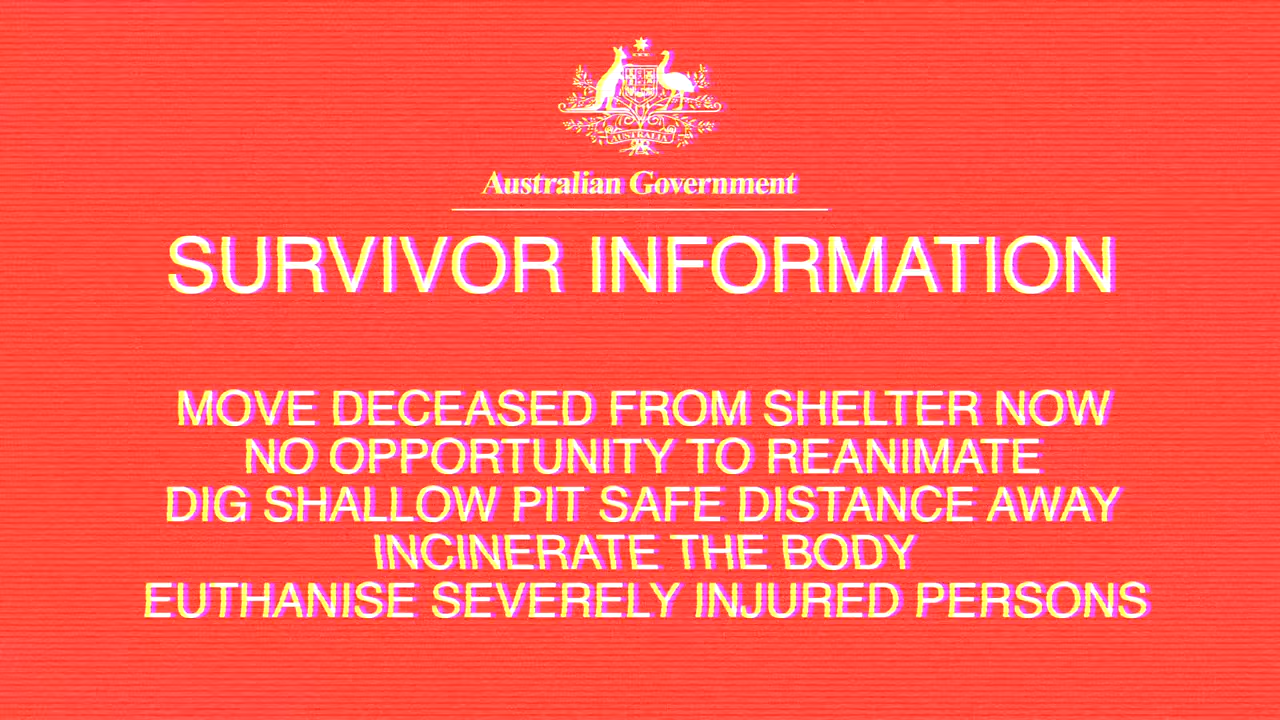 AUSTRALIA
Australian Government
SURVIVOR INFORMATION
MOVE DECEASED FROM SHELTER NOW
NO OPPORTUNITY TO REANIMATE
DIG SHALLOW PIT SAFE DISTANCE AWAY
INCINERATE THE BODY
EUTHANISE SEVERELY INJURED PERSONS